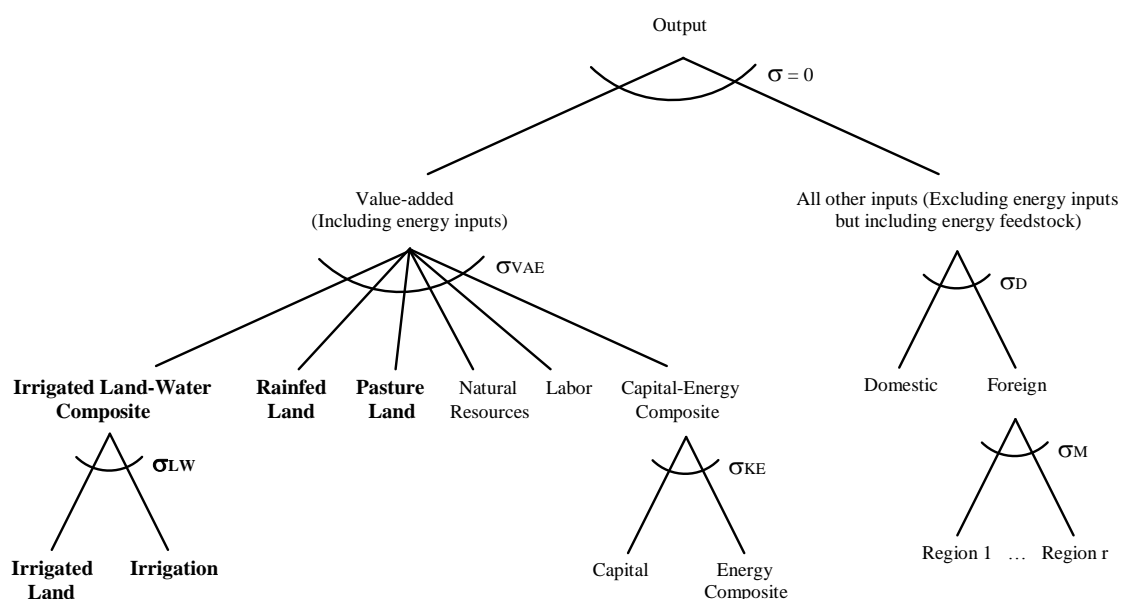 Output
σ = 0
Value-added
(Including energy inputs)
All other inputs (Excluding energy inputs
but including energy feedstock)
σVAE
σD
Irrigated Land-Water
Composite
Rainfed
Land
Pasture
Land
Natural
Resources
Labor
Capital-Energy
Composite
Domestic
Foreign
σLW
σKE
σM
Irrigated
Land
Irrigation
Capital
Energy
Composite
Region 1 … Region r